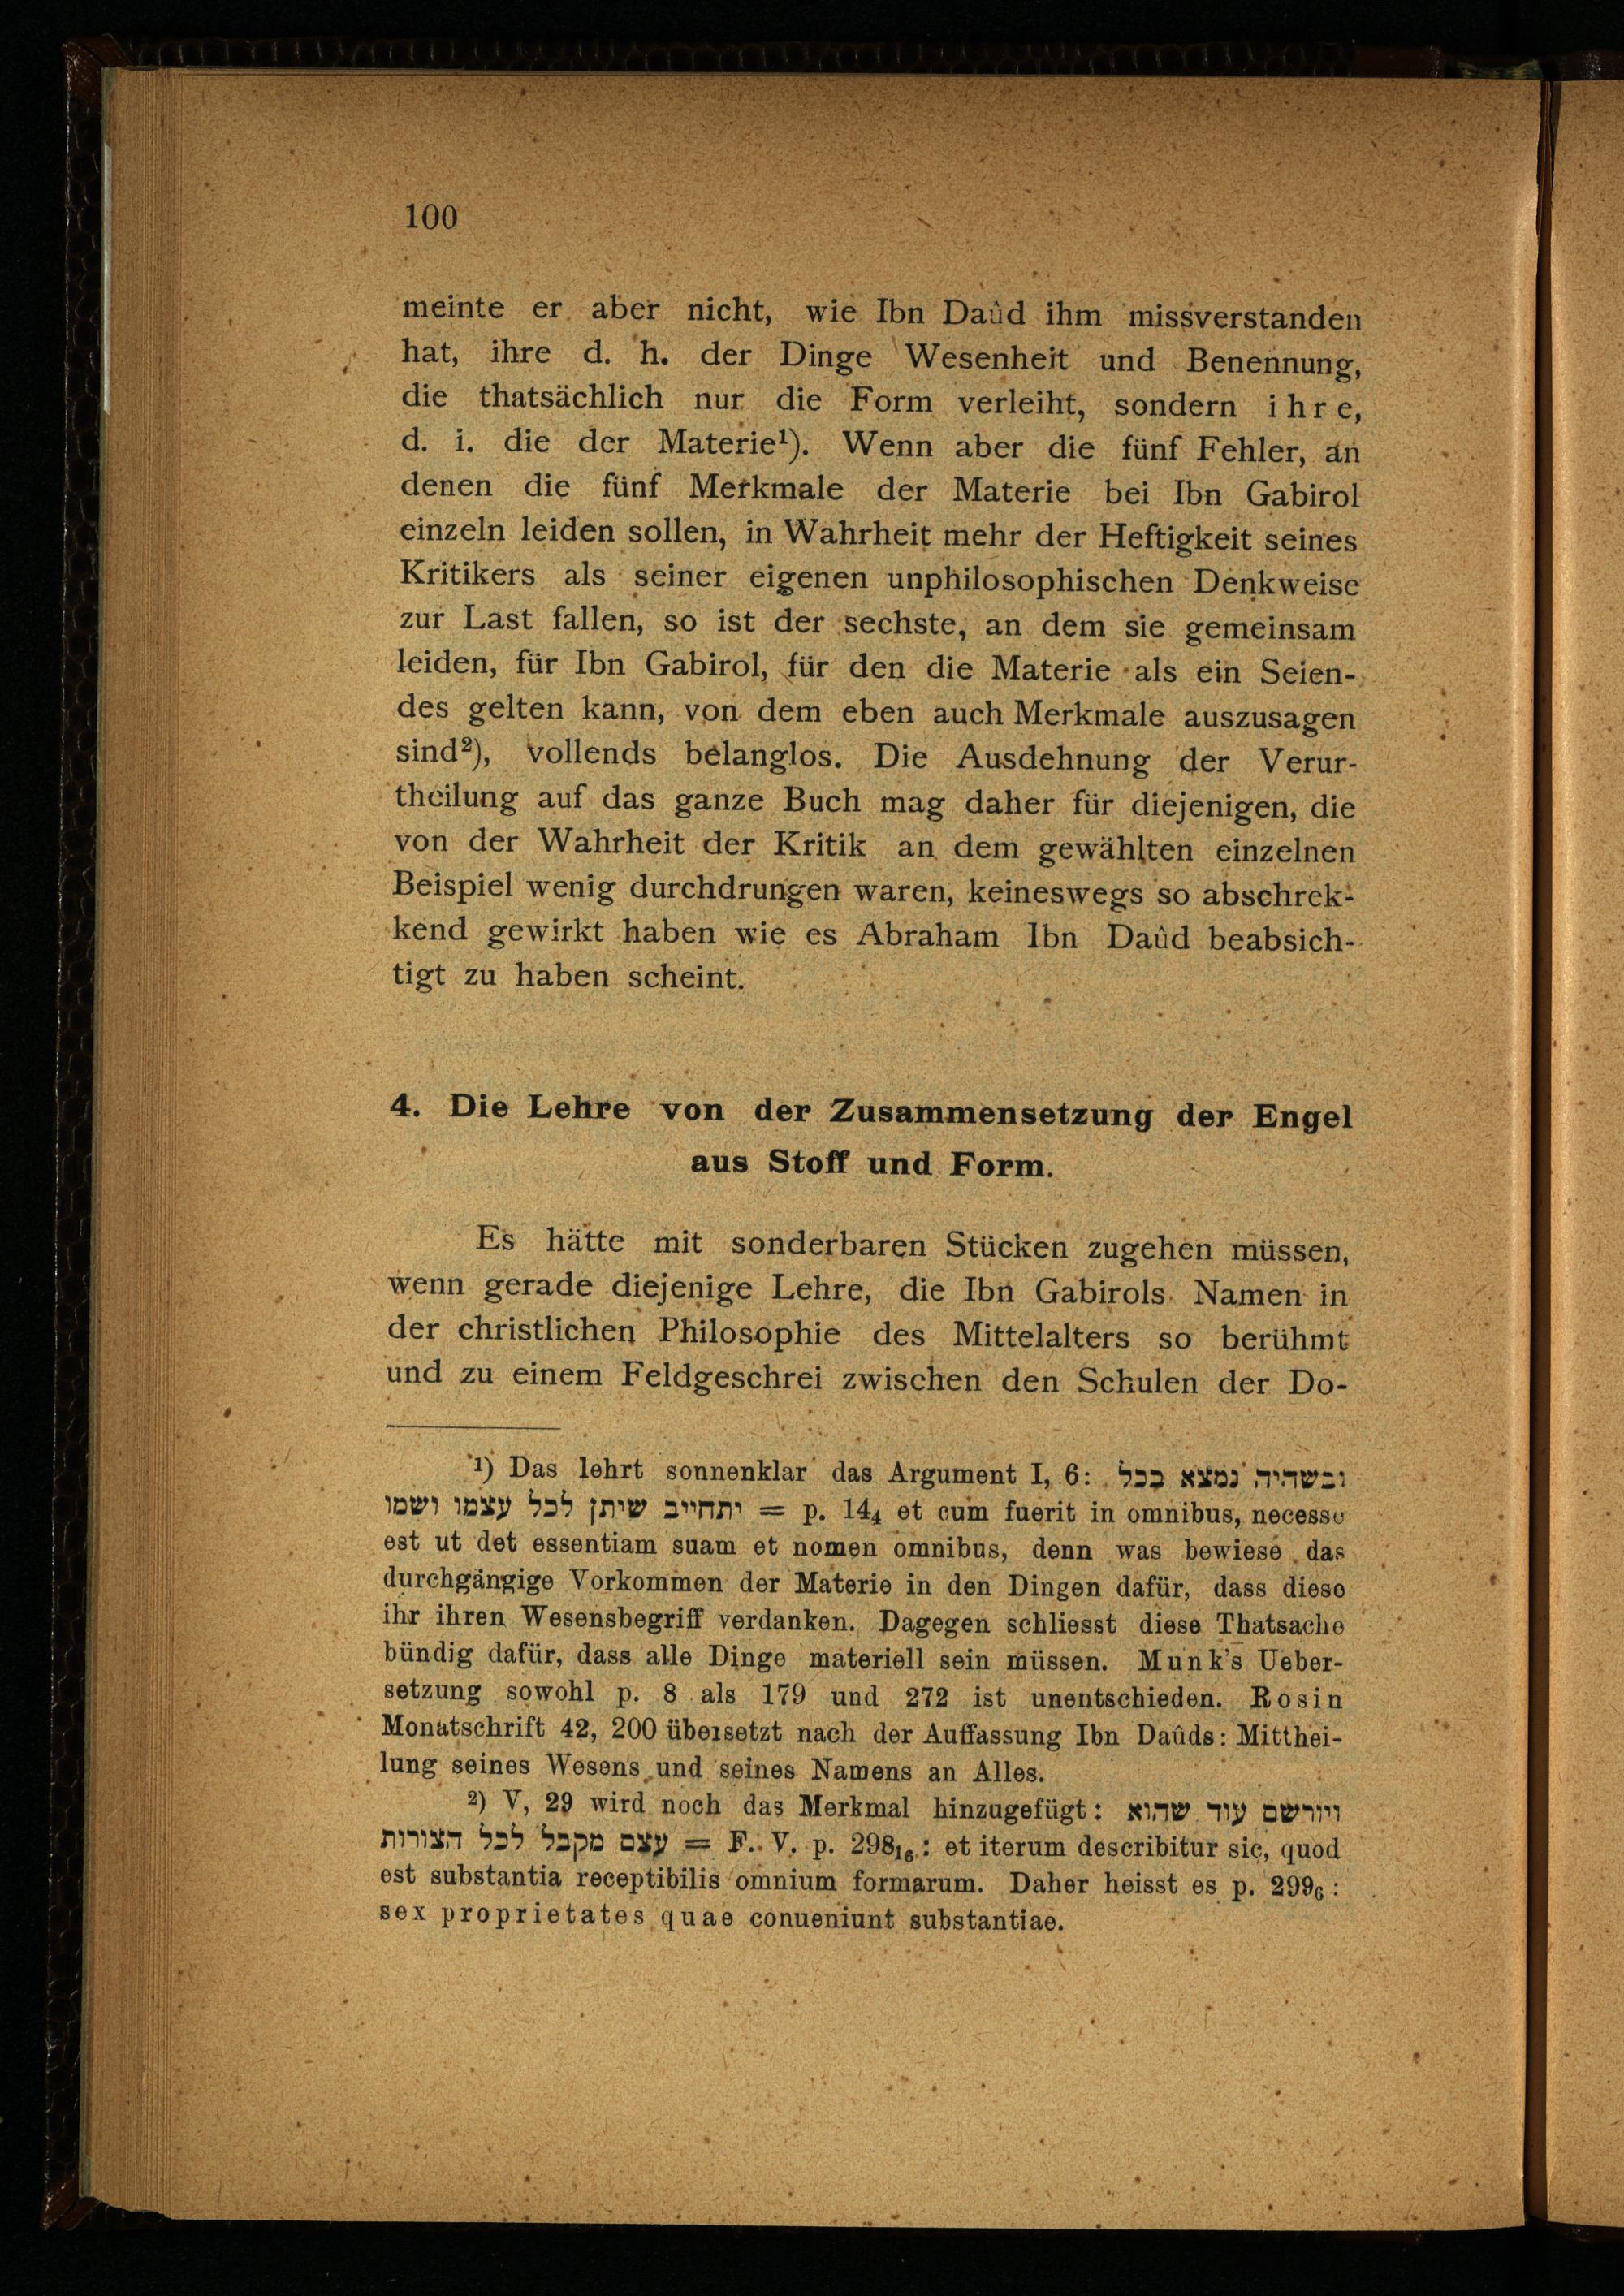 100
meinte er aber nicht, wie Ibn Daûd ihm missverstanden
hat, ihre d. h. der Dinge Wesenheit und Benennung,
die thatsächlich nur die Form verleiht, sondern ihre,
d. i. die der Materie¹). Wenn aber die fünf Fehler, an
denen die fünf Merkmale der Materie bei Ibn Gabirol
einzeln leiden sollen, in Wahrheit mehr der Heftigkeit seines
Kritikers als seiner eigenen unphilosophischen Denkweise
zur Last fallen, so ist der sechste, an dem sie gemeinsam
leiden, für Ibn Gabirol, für den die Materie als ein Seien-
des gelten kann, von dem eben auch Merkmale auszusagen
sind²), vollends belanglos. Die Ausdehnung der Verur-
theilung auf das ganze Buch mag daher für diejenigen, die
von der Wahrheit der Kritik an dem gewählten einzelnen
Beispiel wenig durchdrungen waren, keineswegs so abschrek-
kend gewirkt haben wie es Abraham Ibn Daûd beabsich-
tigt zu haben scheint.
4. Die Lehre von der Zusammensetzung der Engel
aus Stoff und Form.
Es hätte mit sonderbaren Stücken zugehen müssen,
wenn gerade diejenige Lehre, die Ibn Gabirols Namen in
der christlichen Philosophie des Mittelalters so berühmt
und zu einem Feldgeschrei zwischen den Schulen der Do-
¹) Das lehrt sonnenklar das Argument I, 6: ובשהיה נמצא בכל
יתחייב שיתן לכל עצמו ושמו = p. 14₄ et cum fuerit in omnibus, necesse
est ut det essentiam suam et nomen omnibus, denn was bewiese das
durchgängige Vorkommen der Materie in den Dingen dafür, dass diese
ihr ihren Wesensbegriff verdanken. Dagegen schliesst diese Thatsache
bündig dafür, dass alle Dinge materiell sein müssen. Munk's Ueber-
setzung sowohl p. 8 als 179 und 272 ist unentschieden. Rosin
Monatschrift 42, 200 übersetzt nach der Auffassung Ibn Daûds: Mitthei-
lung seines Wesens und seines Namens an Alles.
²) V, 29 wird noch das Merkmal hinzugefügt: ויורשם עוד שהוא
עצם מקבל לכל הצורות = F. V. p. 298₁₆: et iterum describitur sic, quod
est substantia receptibilis omnium formarum. Daher heisst es p. 299₆:
sex proprietates quae conueniunt substantiae.